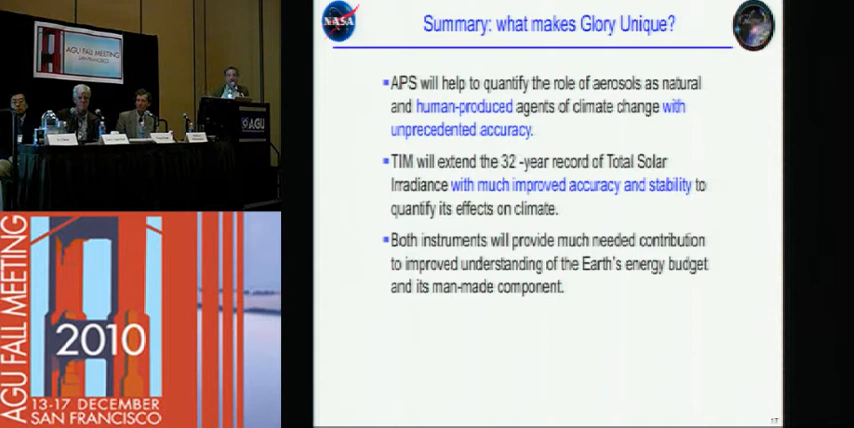 AGU FALL MEETING
SAN FRANCISCO
AGU
AGU FALL MEETING
2010
13-17 DECEMBER
SAN FRANCISCO
NASA
Summary: what makes Glory Unique?
▪APS will help to quantify the role of aerosols as natural
and human-produced agents of climate change with
unprecedented accuracy.
▪TIM will extend the 32 -year record of Total Solar
Irradiance with much improved accuracy and stability to
quantify its effects on climate.
▪Both instruments will provide much needed contribution
to improved understanding of the Earth's energy budget
and its man-made component.
17